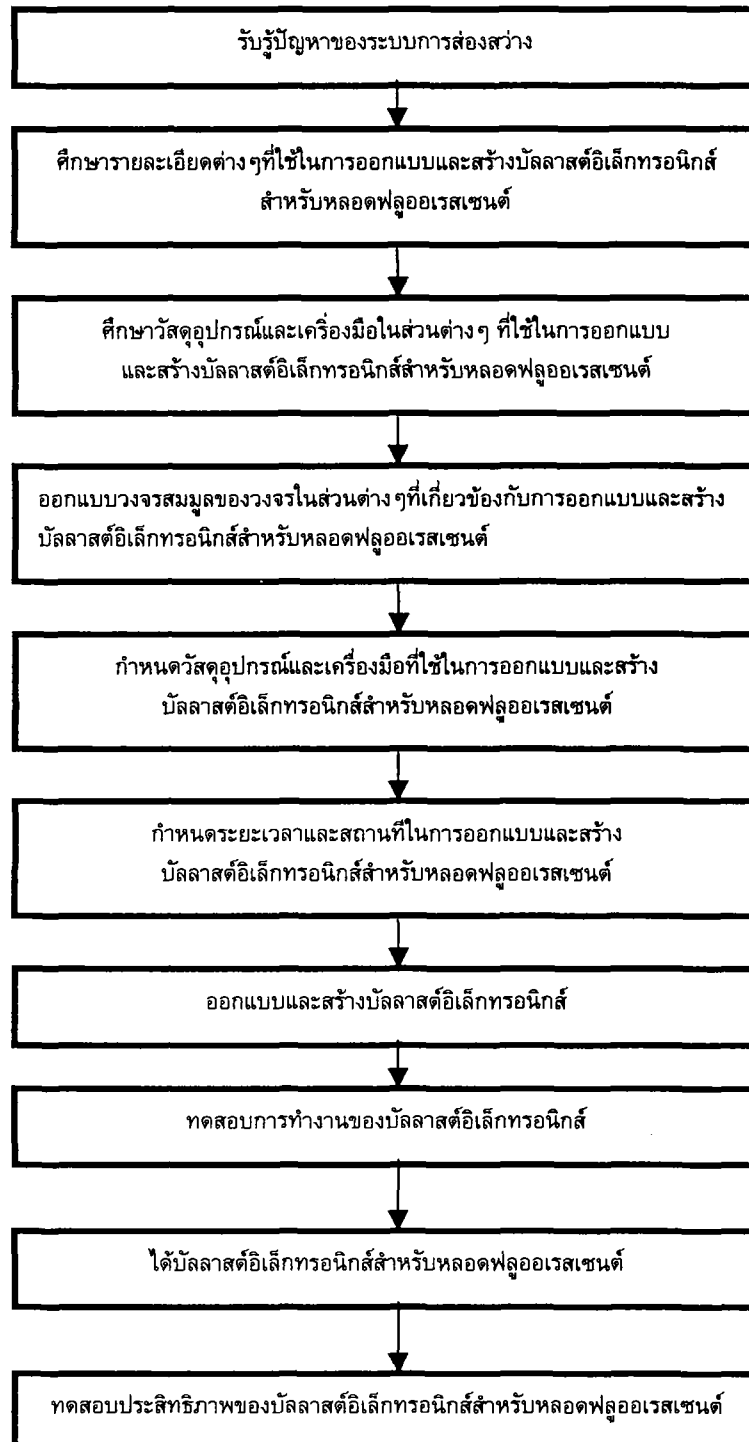 รับรู้ปัญหาของระบบการส่องสว่าง
ศึกษารายละเอียดต่างๆที่ใช้ในการออกแบบและสร้างบัลลาสต์อิเล็กทรอนิกส์
สำหรับหลอดฟลูออเรสเซนต์
ศึกษาวัสดุอุปกรณ์และเครื่องมือในส่วนต่างๆ ที่ใช้ในการออกแบบ
และสร้างบัลลาสต์อิเล็กทรอนิกส์สำหรับหลอดฟลูออเรสเซนต์
ออกแบบวงจรสมมูลของวงจรในส่วนต่างๆที่เกี่ยวข้องกับการออกแบบและสร้าง
บัลลาสต์อิเล็กทรอนิกส์สำหรับหลอดฟลูออเรสเซนต์
กำหนดวัสดุอุปกรณ์และเครื่องมือที่ใช้ในการออกแบบและสร้าง
บัลลาสต์อิเล็กทรอนิกส์สำหรับหลอดฟลูออเรสเซนต์
กำหนดระยะเวลาและสถานที่ในการออกแบบและสร้าง
บัลลาสต์อิเล็กทรอนิกส์สำหรับหลอดฟลูออเรสเซนต์
ออกแบบและสร้างบัลลาสต์อิเล็กทรอนิกส์
ทดสอบการทำงานของบัลลาสต์อิเล็กทรอนิกส์
ได้บัลลาสต์อิเล็กทรอนิกส์สำหรับหลอดฟลูออเรสเซนต์
ทดสอบประสิทธิภาพของบัลลาสต์อิเล็กทรอนิกส์สำหรับหลอดฟลูออเรสเซนต์